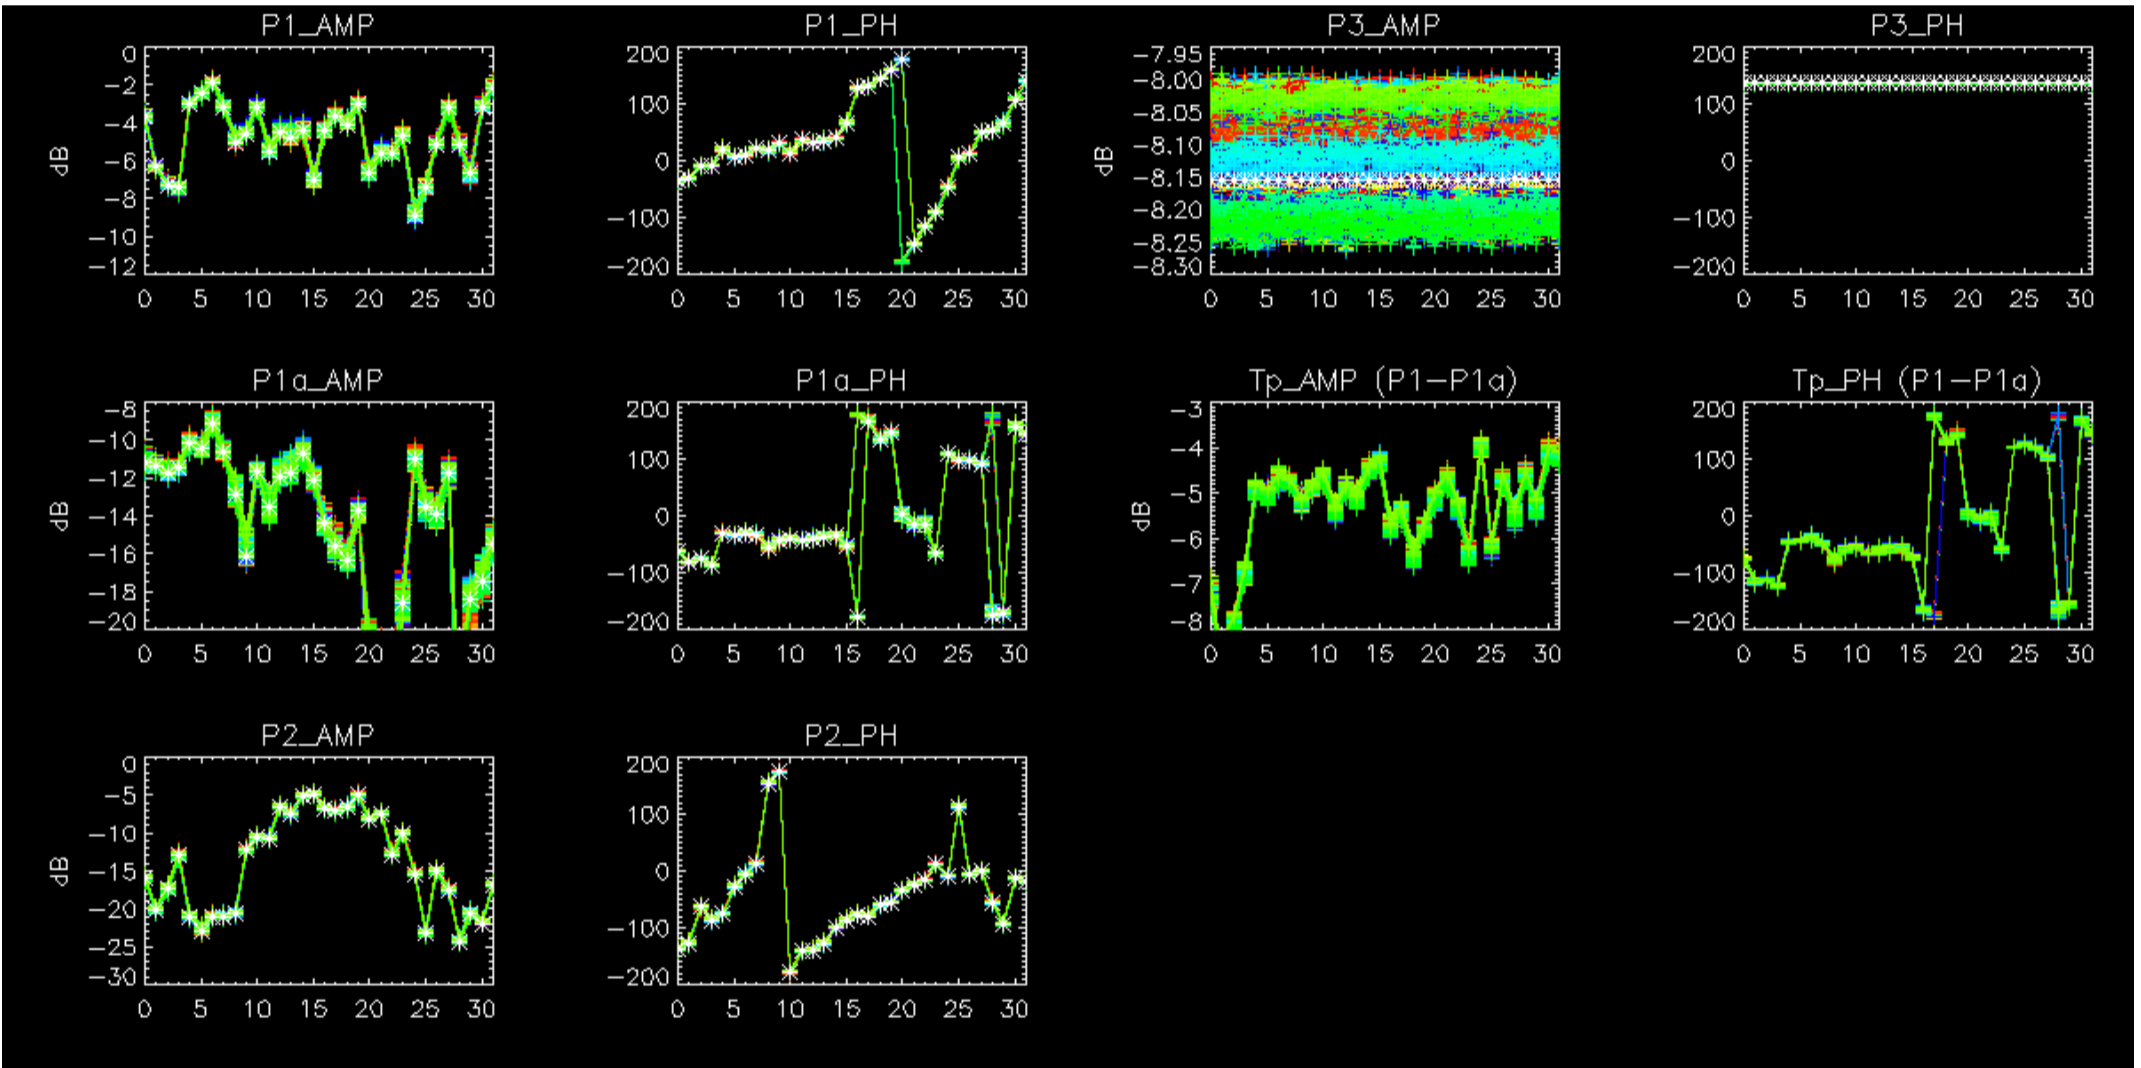 P1_AMP
0
-2
-4
-6
-8
-10
-12
dB
0 5 10 15 20 25 30
P1_PH
200
100
0
-100
-200
0 5 10 15 20 25 30
P3_AMP
-7.95
-8.00
-8.05
-8.10
-8.15
-8.20
-8.25
-8.30
dB
0 5 10 15 20 25 30
P3_PH
200
100
0
-100
-200
0 5 10 15 20 25 30
P1a_AMP
-8
-10
-12
-14
-16
-18
-20
dB
0 5 10 15 20 25 30
P1a_PH
200
100
0
-100
-200
0 5 10 15 20 25 30
Tp_AMP (P1-P1a)
-3
-4
-5
-6
-7
-8
dB
0 5 10 15 20 25 30
Tp_PH (P1-P1a)
200
100
0
-100
-200
0 5 10 15 20 25 30
P2_AMP
0
-5
-10
-15
-20
-25
-30
dB
0 5 10 15 20 25 30
P2_PH
200
100
0
-100
-200
0 5 10 15 20 25 30